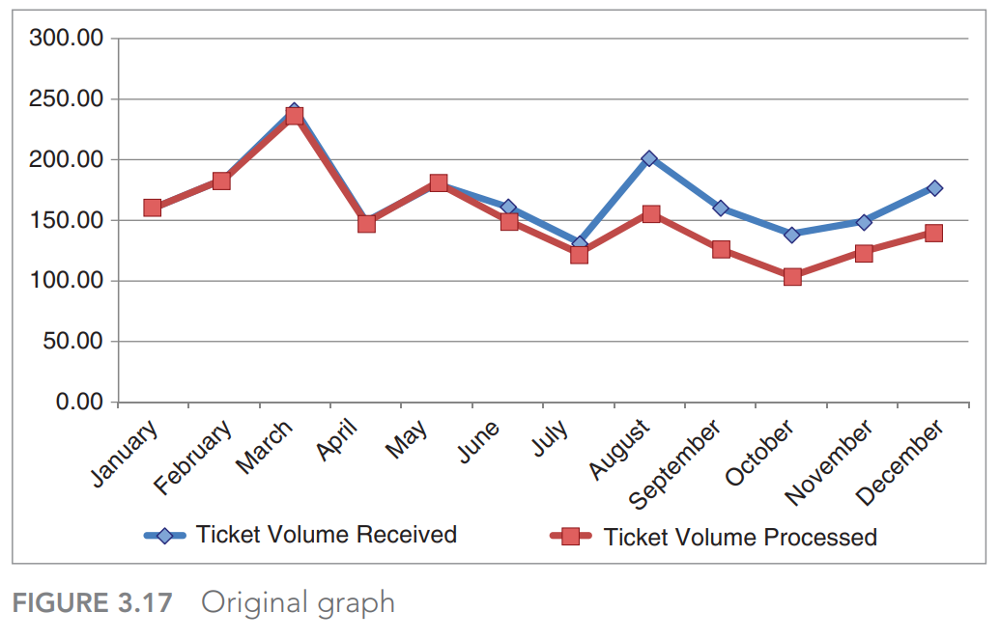 300.00
250.00
200.00
150.00
100.00
50.00
0.00
January
February
March
April
May
June
July
August
September
October
November
December
Ticket Volume Received
Ticket Volume Processed
FIGURE 3.17 Original graph